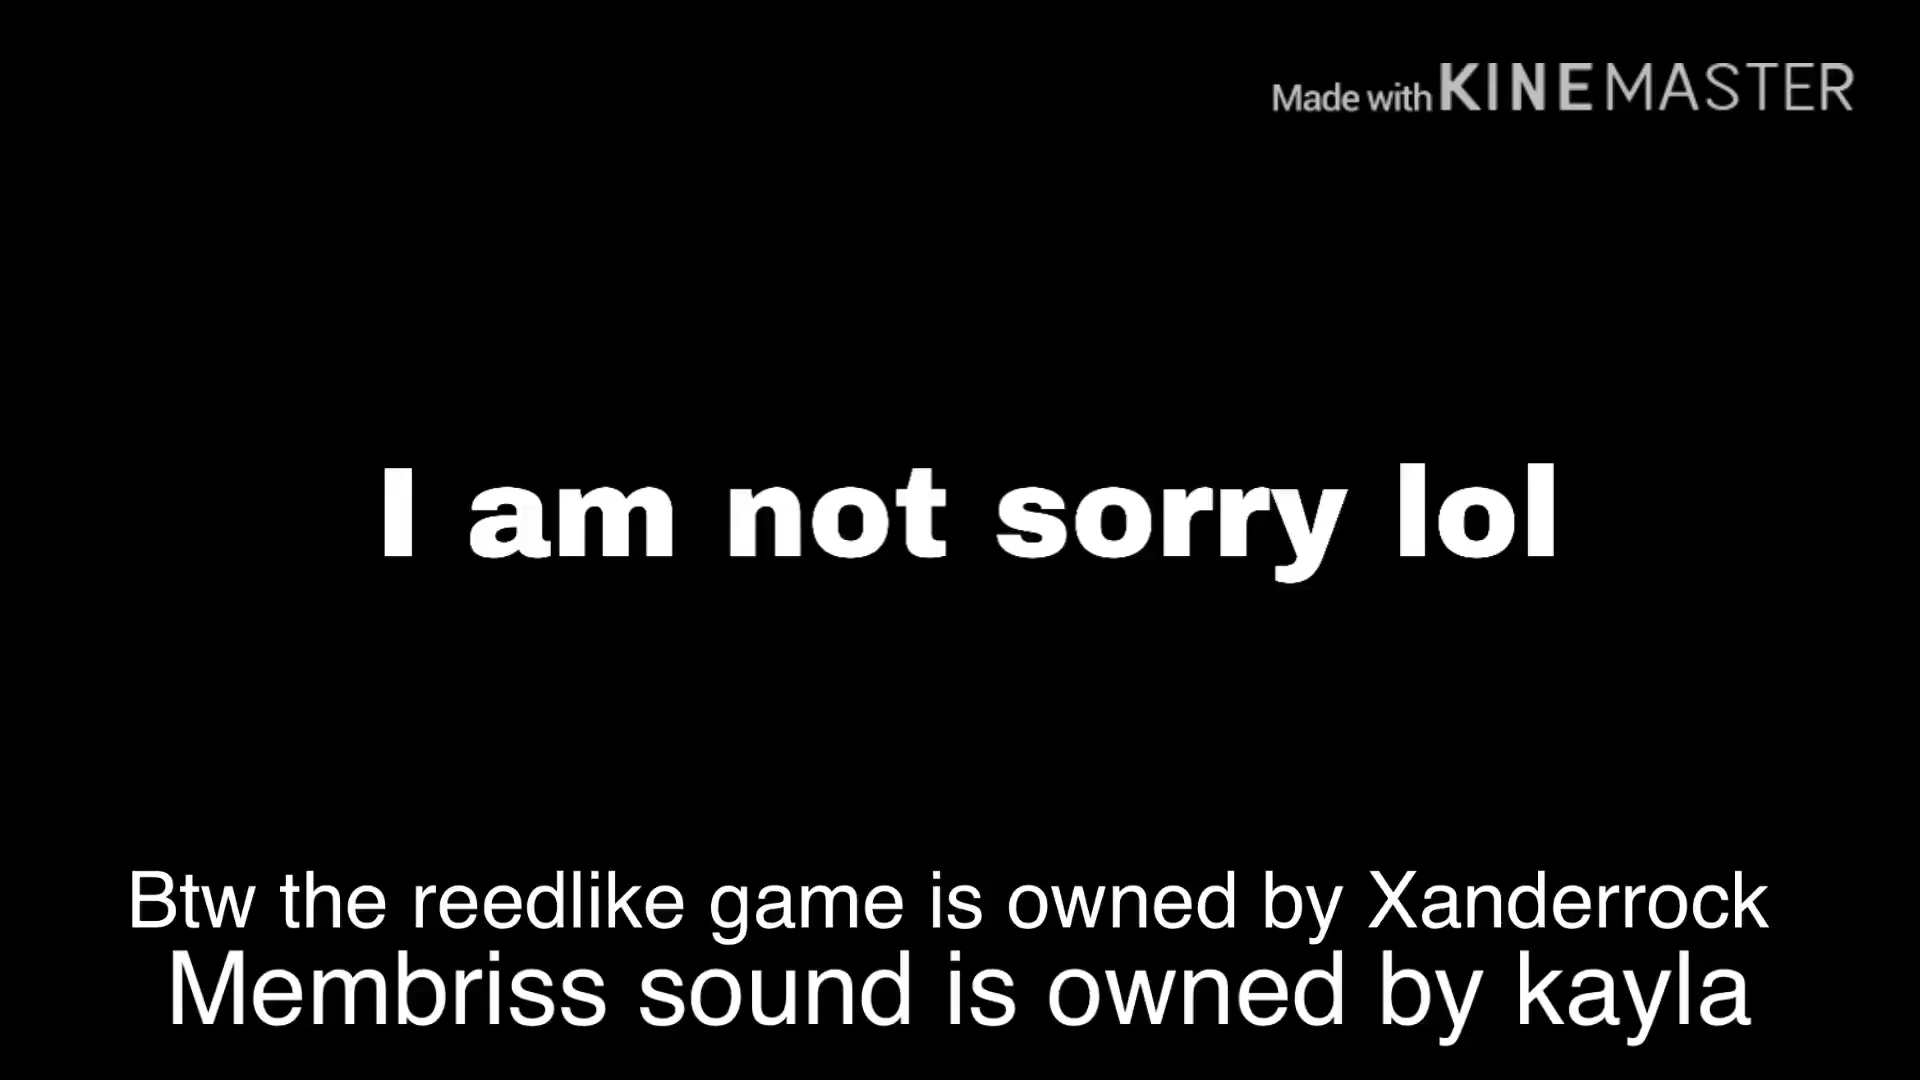 Made with KINEMASTER
I am not sorry lol
Btw the reedlike game is owned by Xanderrock
Membriss sound is owned by kayla